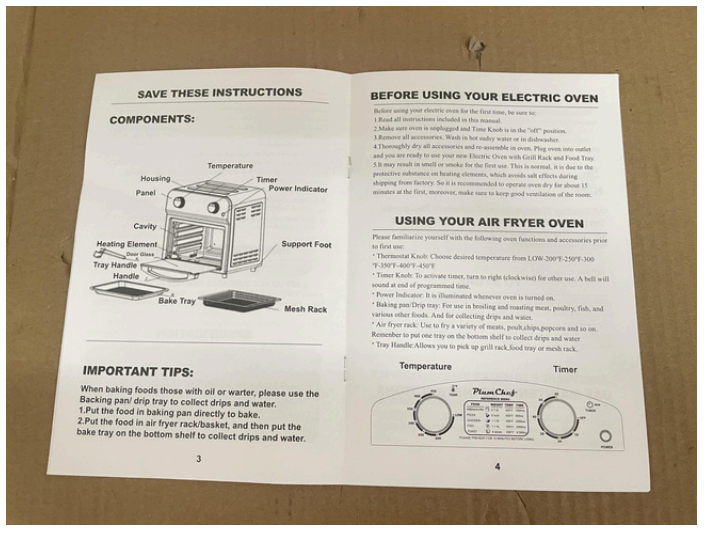 SAVE THESE INSTRUCTIONS
COMPONENTS:
Temperature
Housing
Timer
Panel
Power Indicator
Cavity
Heating Element
Support Foot
Door Glass
Tray Handle
Bake Tray
Mesh Rack
IMPORTANT TIPS:
When baking foods those with oil or warter, please use the
Backing pan/ drip tray to collect drips and water.
1.Put the food in baking pan directly to bake.
2.Put the food in air fryer rack/basket, and then put the
bake tray on the bottom shelf to collect drips and water.
3
BEFORE USING YOUR ELECTRIC OVEN
Before using your electric oven for the first time, be sure to:
1.Read all instructions included in this manual.
2.Make sure oven is unplugged and Time Knob is in the "off" position.
3.Remove all accessories. Wash in hot sudsy water or in dishwasher.
4.Thoroughly dry all accessories and re-assemble in oven. Plug oven into outlet
and you are ready to use your new Electric Oven with Grill Rack and Food Tray.
5.It may result in smell or smoke for the first use. This is normal. it is due to the
protective substance on heating elements, which avoids salt effects during
shipping from factory. So it is recommended to operate oven dry for about 15
minutes at the first, moreover, make sure to keep good ventilation of the room.
USING YOUR AIR FRYER OVEN
Please familiarize yourself with the following oven functions and accessories prior
to first use:
* Thermostat Knob: Choose desired temperature from LOW-200°F-250°F-300
°F-350°F-400°F-450°F
* Timer Knob: To activate timer, turn to right (clockwise) for other use. A bell will
sound at end of programmed time.
* Power Indicator: It is illuminated whenever oven is turned on.
* Baking pan/Drip tray: For use in broiling and roasting meat, poultry, fish, and
various other foods. And for collecting drips and water.
* Air fryer rack: Use to fry a variety of meats, poult,chips,popcorn and so on.
Remenber to put one tray on the bottom shelf to collect drips and water
* Tray Handle:Allows you to pick up grill rack,food tray or mesh rack.
Temperature
Timer
PlumChef
REFERENCE MENU
FOOD WEIGHT TEMP TIME
TEMP
LOW
TIMER
OFF
POWER
4